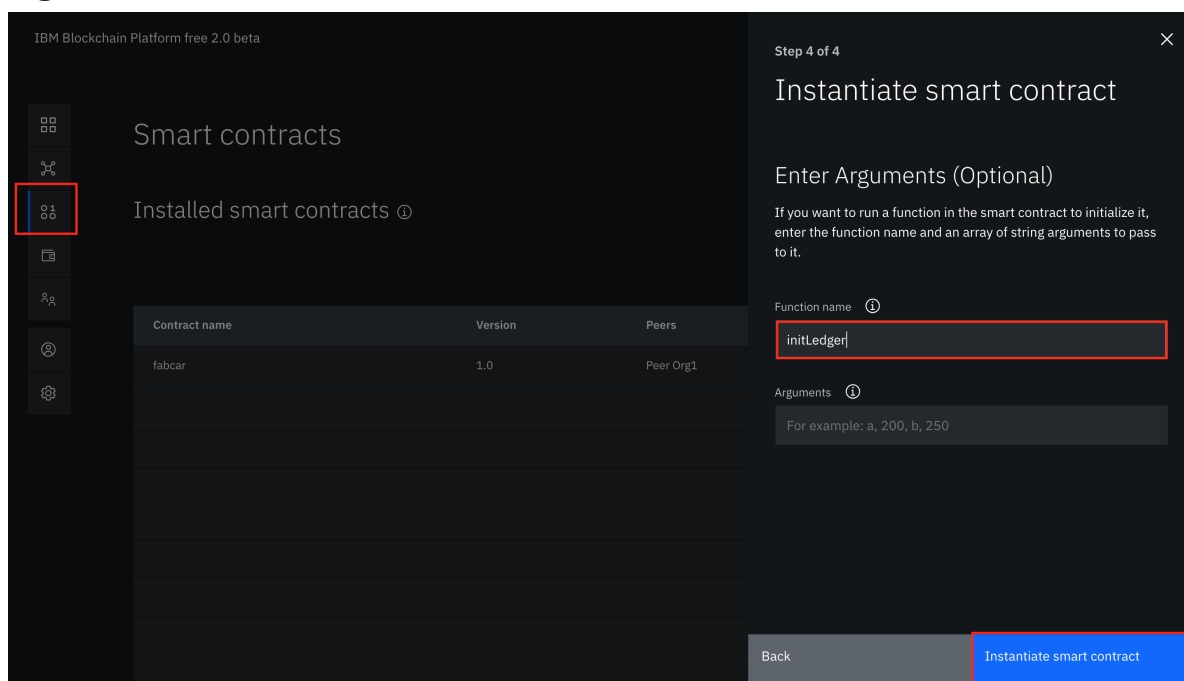 IBM Blockchain Platform free 2.0 beta
Smart contracts
Installed smart contracts
Contract name Version Peers
fabcar 1.0 Peer Org1
Step 4 of 4
Instantiate smart contract
Enter Arguments (Optional)
If you want to run a function in the smart contract to initialize it,
enter the function name and an array of string arguments to pass
to it.
Function name
initLedger
Arguments
For example: a, 200, b, 250
Back
Instantiate smart contract